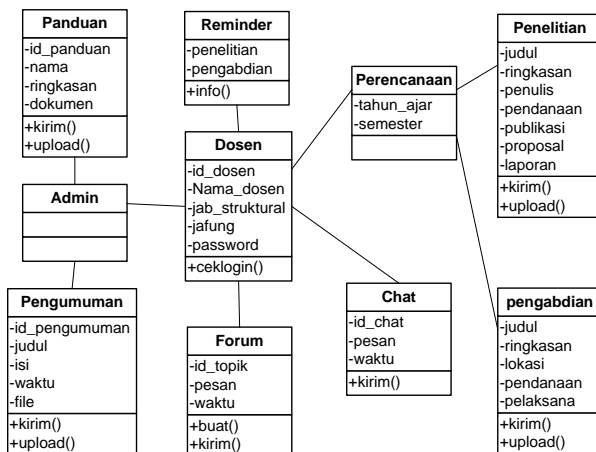 Panduan
-id_panduan
-nama
-ringkasan
-dokumen
+kirim()
+upload()
Reminder
-penelitian
-pengabdian
+info()
Perencanaan
-tahun_ajar
-semester
Penelitian
-judul
-ringkasan
-penulis
-pendanaan
-publikasi
-proposal
-laporan
+kirim()
+upload()
Admin
Dosen
-id_dosen
-Nama_dosen
-jab_struktural
-jafung
-password
+ceklogin()
Pengumuman
-id_pengumuman
-judul
-isi
-waktu
-file
+kirim()
+upload()
Forum
-id_topik
-pesan
-waktu
+buat()
+kirim()
Chat
-id_chat
-pesan
-waktu
+kirim()
pengabdian
-judul
-ringkasan
-lokasi
-pendanaan
-pelaksana
+kirim()
+upload()